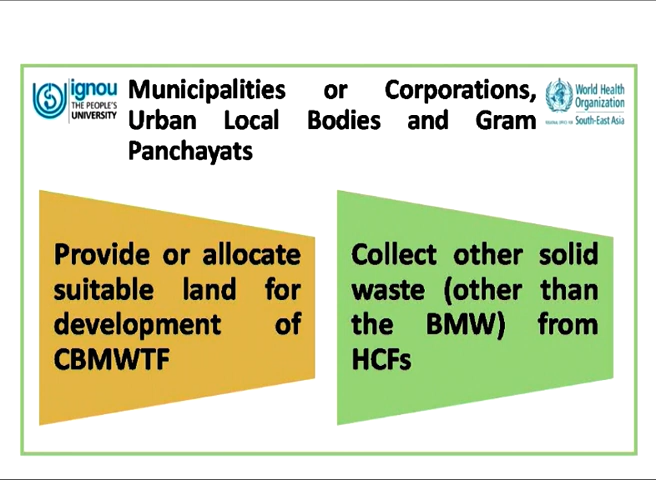 ignou
THE PEOPLE'S
UNIVERSITY
Municipalities or Corporations,
Urban Local Bodies and Gram
Panchayats
World Health
Organization
South-East Asia
Provide or allocate
suitable land for
development of
CBMWTF
Collect other solid
waste (other than
the BMW) from
HCFs